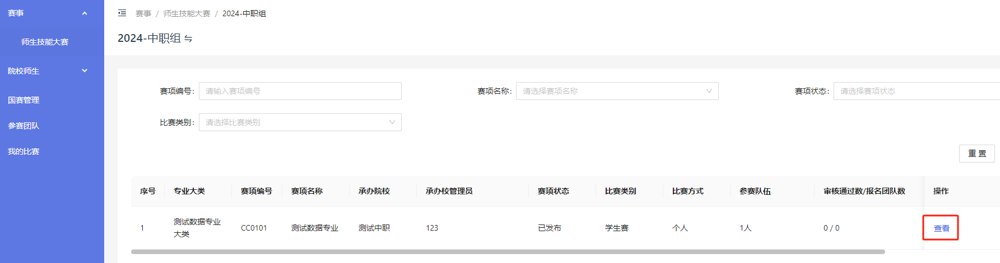 赛事
师生技能大赛
院校师生
国赛管理
参赛团队
我的比赛
赛事 / 师生技能大赛 / 2024-中职组
2024-中职组
赛项编号: 请输入赛项编号 赛项名称: 请选择赛项名称 赛项状态: 请选择赛项状态
比赛类别: 请选择比赛类别
重置
序号 专业大类 赛项编号 赛项名称 承办院校 承办校管理员 赛项状态 比赛类别 比赛方式 参赛队伍 审核通过数/报名团队数 操作
1 测试数据专业大类 CC0101 测试数据专业 测试中职 123 已发布 学生赛 个人 1人 0 / 0 查看